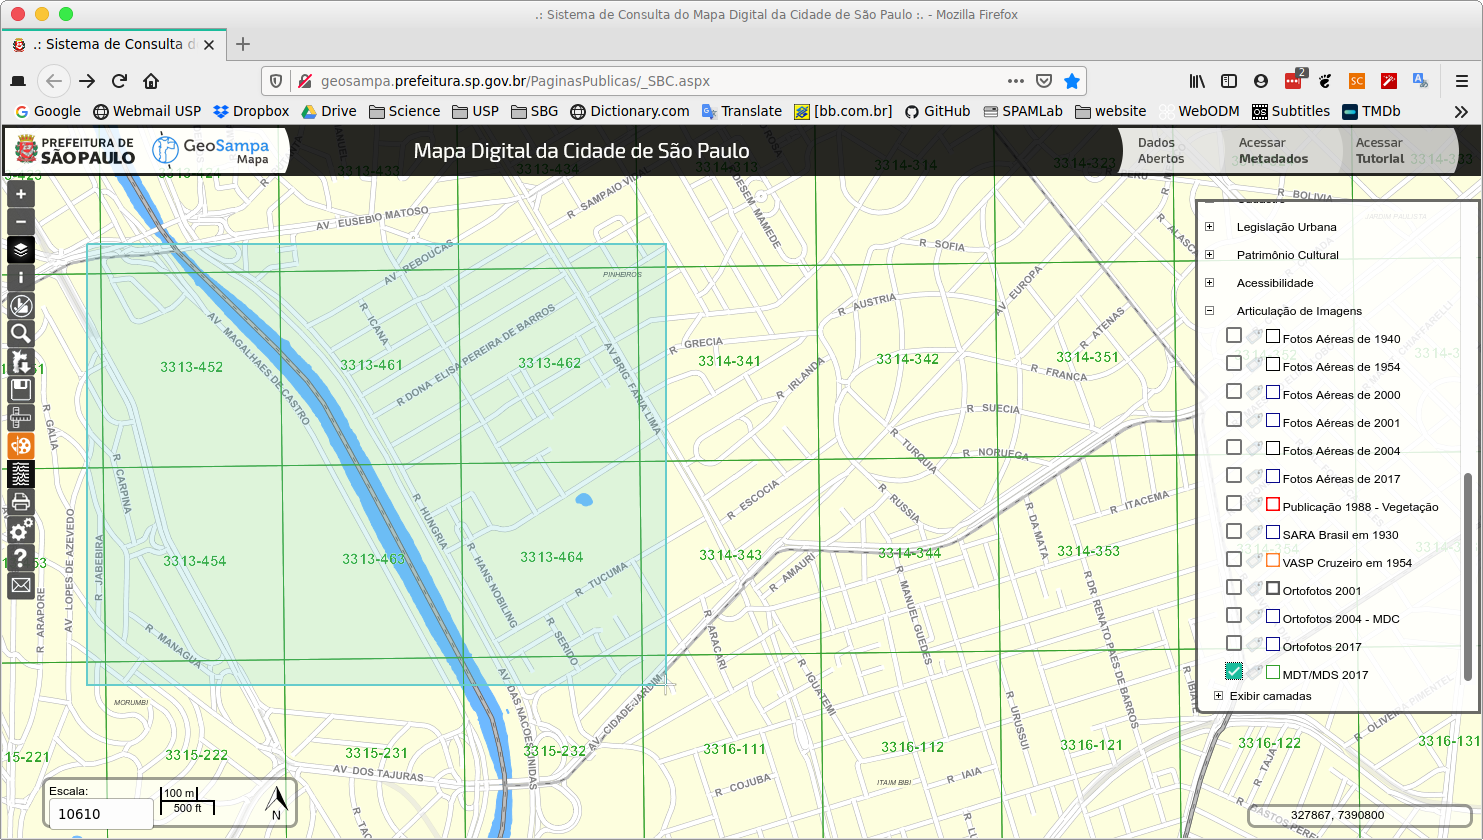 .: Sistema de Consulta do Mapa Digital da Cidade de São Paulo :. - Mozilla Firefox
.: Sistema de Consulta d
geosampa.prefeitura.sp.gov.br/PaginasPublicas/_SBC.aspx
2
SC
Google
Webmail USP
Dropbox
Drive
Science
USP
SBG
Dictionary.com
Translate
[bb.com.br]
GitHub
SPAMLab
website
WebODM
Subtitles
TMDb
PREFEITURA DE
SÃO PAULO
GeoSampa
Mapa
Mapa Digital da Cidade de São Paulo
Dados
Abertos
Acessar
Metadados
Acessar
Tutorial
3313-433
3313-434
3314-313
3314-314
3314-323
AV EUSEBIO MATOSO
R. SAMPAIO VIDAL
DESEM. MAMEDE
R. SOFIA
R. BOLIVIA
R. ALASCA
JARDIM PAULISTA
AV REBOUCAS
PINHEIROS
R. ICANA
R. DONA ELISA PEREIRA DE BARROS
AV MAGALHAES DE CASTRO
AV BRIG. FARIA LIMA
R. AUSTRIA
AV EUROPA
R. ATENAS
R. GRECIA
R. IRLANDA
R. FRANCA
R. SUECIA
R. TURQUIA
R. NORUEGA
R. ESCOCIA
R. RUSSIA
R. ITACEMA
R. DA MATA
3313-452
3313-461
3313-462
3314-341
3314-342
3314-351
R. GALIA
R. CARPINA
R. HUNGRIA
R. HANS NOBILING
R. TUCUMA
R. SERIDO
R. JABEBIRA
AV LOPES DE AZEVEDO
R. ARAPORE
R. MANAGUA
3313-454
3313-463
3313-464
3314-343
3314-344
3314-353
R. AMAURI
R. ARACARI
R. IGUATEMI
R. MANUEL GUEDES
R. DR. RENATO PAES DE BARROS
R. URUSSUI
MORUMBI
AV DAS NACOES UNIDAS
AV CIDADE-JARDIM
15-221
3315-222
3315-231
3315-232
3316-111
3316-112
3316-121
3316-122
3316-131
AV DOS TAJURAS
R. COJUBA
ITAIM BIBI
R. IAIA
R. TAJA
R. OLIVEIRA PIMENTEL
Legislação Urbana
Patrimônio Cultural
Acessibilidade
Articulação de Imagens
Fotos Aéreas de 1940
Fotos Aéreas de 1954
Fotos Aéreas de 2000
Fotos Aéreas de 2001
Fotos Aéreas de 2004
Fotos Aéreas de 2017
Publicação 1988 - Vegetação
SARA Brasil em 1930
VASP Cruzeiro em 1954
Ortofotos 2001
Ortofotos 2004 - MDC
Ortofotos 2017
MDT/MDS 2017
Exibir camadas
Escala:
10610
100 m
500 ft
N
327867, 7390800